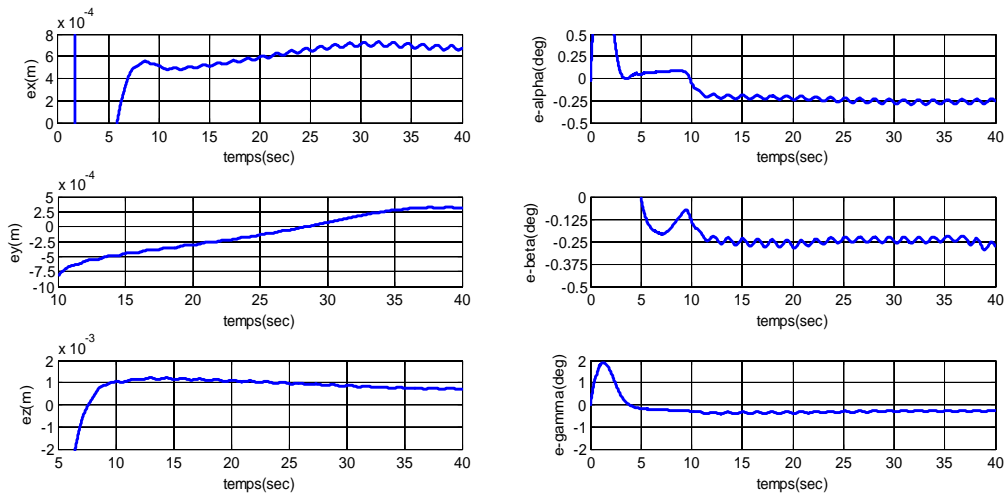 x 10⁻⁴
8
6
4
2
0
ex(m)
0 5 10 15 20 25 30 35 40
temps(sec)
0.5
0.25
0
-0.25
-0.5
e-alpha(deg)
0 5 10 15 20 25 30 35 40
temps(sec)
x 10⁻⁴
5
2.5
0.0
-2.5
-5
-7.5
-10
ey(m)
10 15 20 25 30 35 40
temps(sec)
0
-0.125
-0.25
-0.375
-0.5
e-beta(deg)
0 5 10 15 20 25 30 35 40
temps(sec)
x 10⁻³
2
1
0
-1
-2
ez(m)
5 10 15 20 25 30 35 40
temps(sec)
2
1
0
-1
-2
e-gamma(deg)
0 5 10 15 20 25 30 35 40
temps(sec)